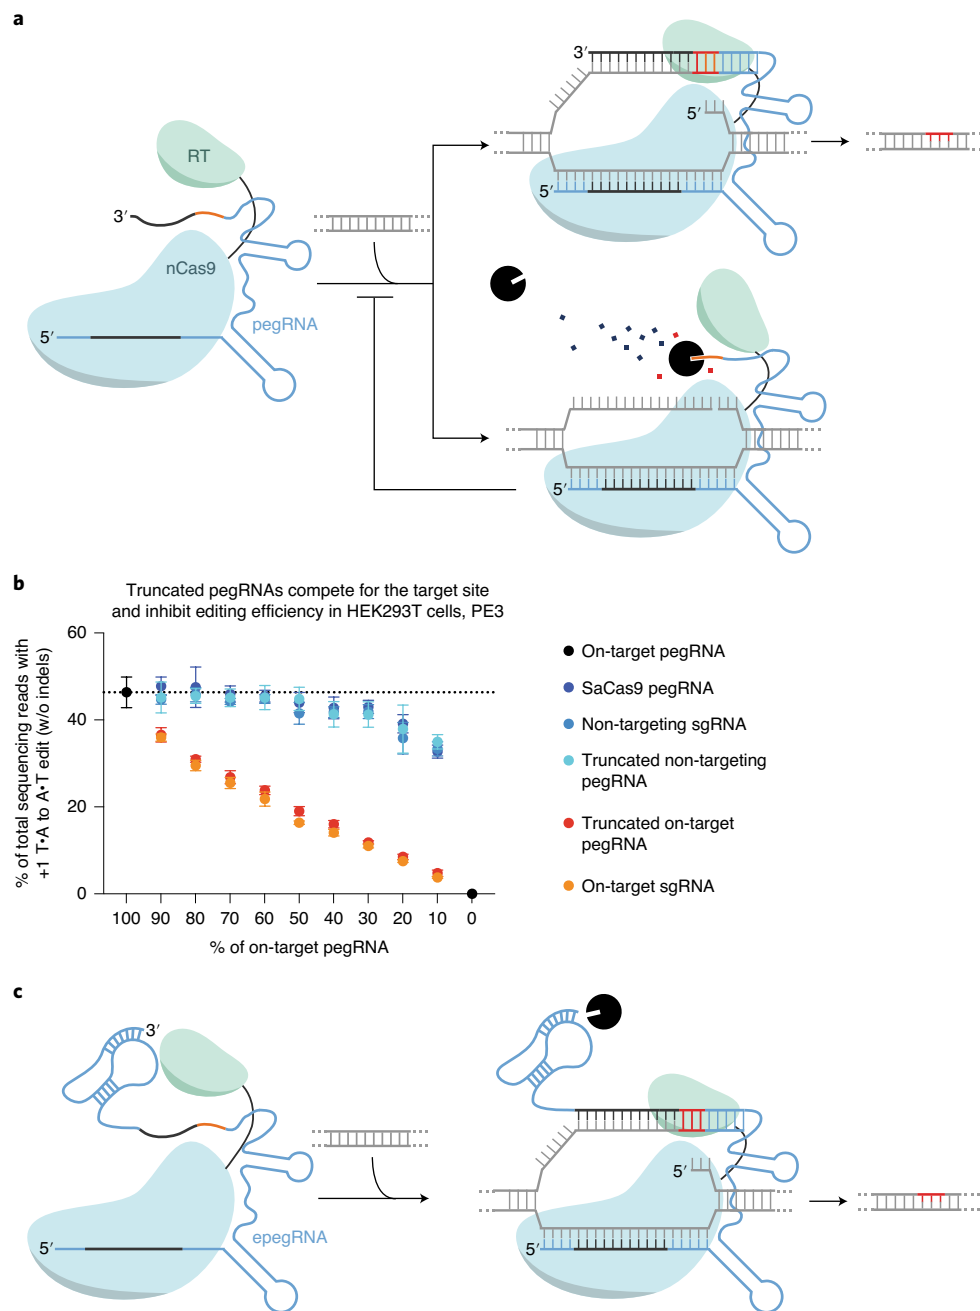 a
3′
5′
RT
3′
nCas9
pegRNA
5′
5′
5′
b
Truncated pegRNAs compete for the target site
and inhibit editing efficiency in HEK293T cells, PE3
% of total sequencing reads with
+1 T•A to A•T edit (w/o indels)
60
40
20
0
100 90 80 70 60 50 40 30 20 10 0
% of on-target pegRNA
On-target pegRNA
SaCas9 pegRNA
Non-targeting sgRNA
Truncated non-targeting
pegRNA
Truncated on-target
pegRNA
On-target sgRNA
c
3′
epegRNA
5′
5′
5′